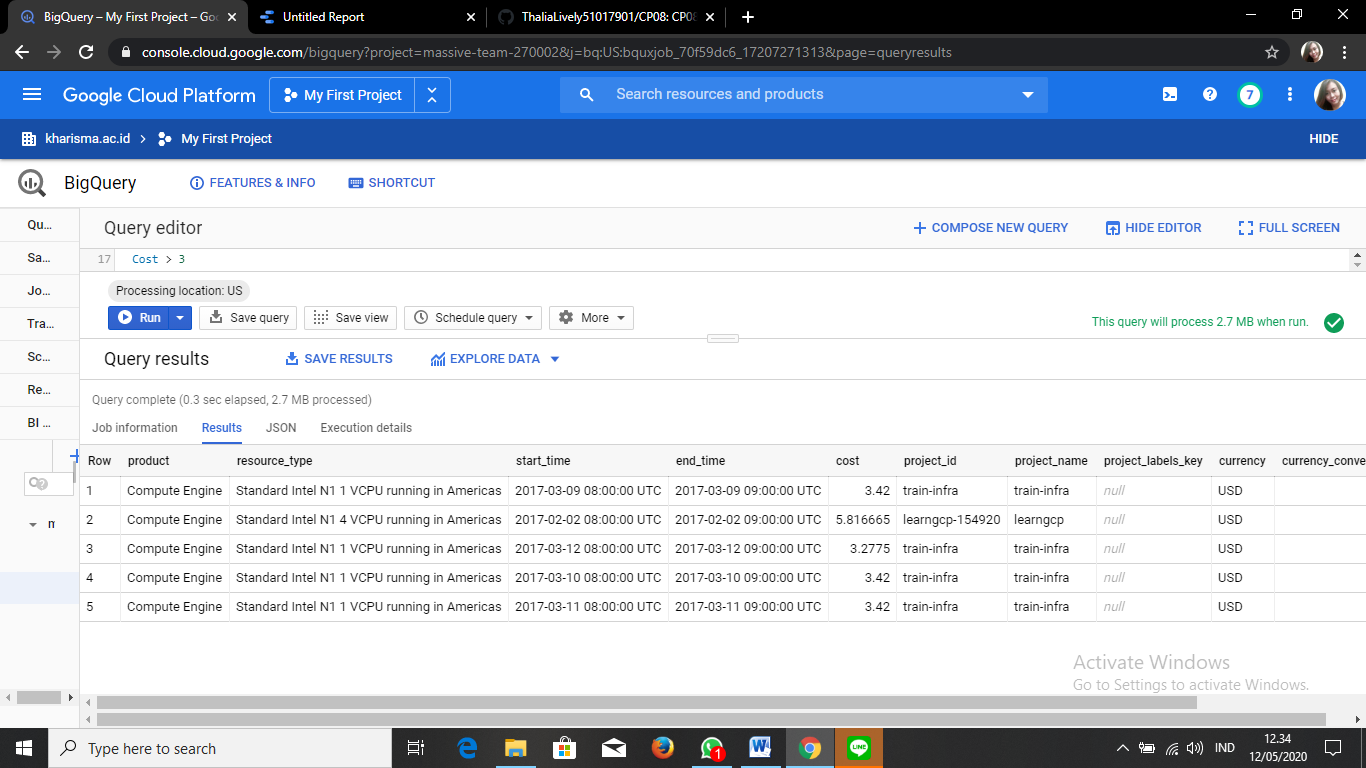 BigQuery – My First Project – Goo
Untitled Report
ThaliaLively51017901/CP08: CP08
console.cloud.google.com/bigquery?project=massive-team-270002&j=bq:US:bquxjob_70f59dc6_17207271313&page=queryresults
Google Cloud Platform
My First Project
Search resources and products
7
kharisma.ac.id
My First Project
HIDE
BigQuery
FEATURES & INFO
SHORTCUT
Qu...
Sa...
Jo...
Tra...
Sc...
Re...
BI ...
Query editor
COMPOSE NEW QUERY
HIDE EDITOR
FULL SCREEN
17 Cost > 3
Processing location: US
Run
Save query
Save view
Schedule query
More
This query will process 2.7 MB when run.
Query results
SAVE RESULTS
EXPLORE DATA
Query complete (0.3 sec elapsed, 2.7 MB processed)
Job information Results JSON Execution details
Row product resource_type start_time end_time cost project_id project_name project_labels_key currency currency_conve
1 Compute Engine Standard Intel N1 1 VCPU running in Americas 2017-03-09 08:00:00 UTC 2017-03-09 09:00:00 UTC 3.42 train-infra train-infra null USD
2 Compute Engine Standard Intel N1 4 VCPU running in Americas 2017-02-02 08:00:00 UTC 2017-02-02 09:00:00 UTC 5.816665 learngcp-154920 learngcp null USD
3 Compute Engine Standard Intel N1 1 VCPU running in Americas 2017-03-12 08:00:00 UTC 2017-03-12 09:00:00 UTC 3.2775 train-infra train-infra null USD
4 Compute Engine Standard Intel N1 1 VCPU running in Americas 2017-03-10 08:00:00 UTC 2017-03-10 09:00:00 UTC 3.42 train-infra train-infra null USD
5 Compute Engine Standard Intel N1 1 VCPU running in Americas 2017-03-11 08:00:00 UTC 2017-03-11 09:00:00 UTC 3.42 train-infra train-infra null USD
Activate Windows
Go to Settings to activate Windows.
Type here to search
1
LINE
IND
12.34
12/05/2020